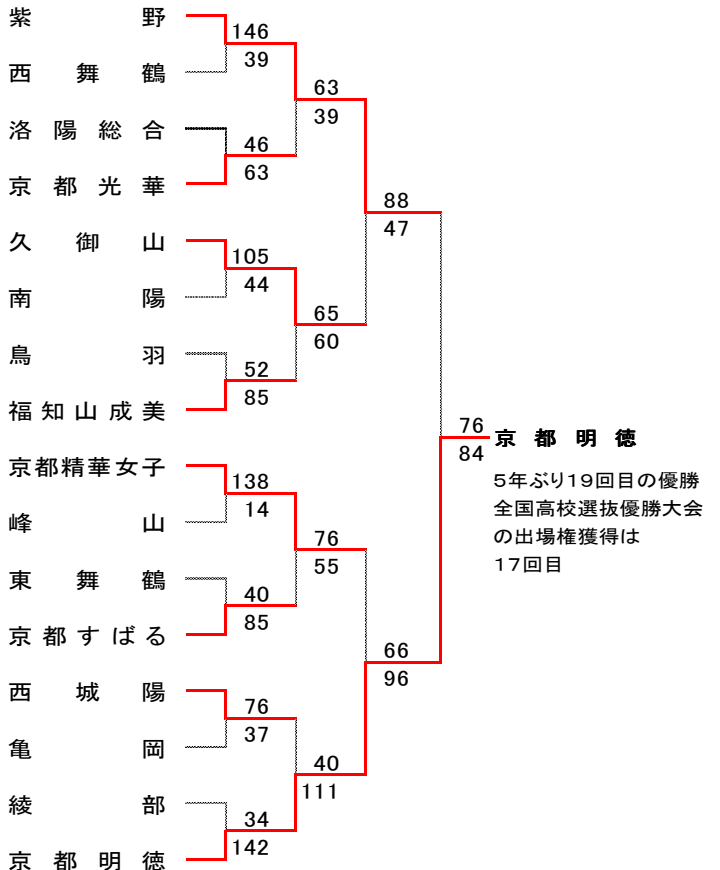 紫野
146
39
西舞鶴
63
39
洛陽総合
46
63
京都光華
88
47
久御山
105
44
南陽
65
60
鳥羽
52
85
福知山成美
76
84
京都明徳
5年ぶり19回目の優勝
全国高校選抜優勝大会
の出場権獲得は
17回目
京都精華女子
138
14
峰山
76
55
東舞鶴
40
85
京都すばる
66
96
西城陽
76
37
亀岡
40
111
綾部
34
142
京都明徳